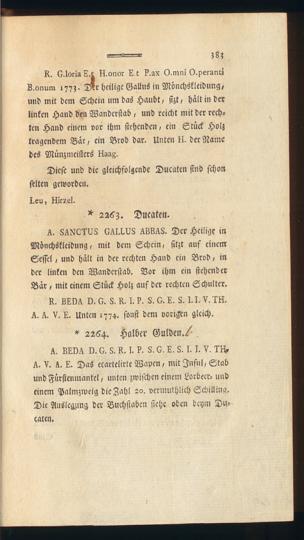 383
R. G.loria E.t H.onor E.t P.ax O.mni O.peranti
B.onum 1773. Der heilige Gallus in Mönchskleidung,
und mit dem Schein um das Haubt, sizt, hält in der
linken Hand den Wanderstab, und reicht mit der rech-
ten Hand einem vor ihm stehenden, ein Stück Holz
tragendem Bär, ein Brod dar. Unten H. der Name
des Münzmeisters Haag.
Diese und die gleichfolgende Ducaten sind schon
selten geworden.
Leu, Hirzel.
* 2263. Ducaten.
A. SANCTUS GALLUS ABBAS. Der Heilige in
Mönchskleidung, mit dem Schein, sitzt auf einem
Sessel, und hält in der rechten Hand ein Brod, in
der linken den Wanderstab. Vor ihm ein stehender
Bär, mit einem Stück Holz auf der rechten Schulter.
R. BEDA D. G. S. R. I. P. S. G. E. S. I. I. V. TH.
A. A. V. E. Unten 1774. sonst dem vorigen gleich.
* 2264. Halber Gulden.
A. BEDA D. G. S. R. I. P. S. G. E. S. I. I. V. TH.
A. V. A. E. Das ecartelirte Wapen, mit Inful, Stab
und Fürstenmantel, unten zwischen einem Lorbeer- und
einem Palmzweig die Zahl 20. vermuthlich Schilling.
Die Auslegung der Buchstaben siehe oben beym Du-
caten.